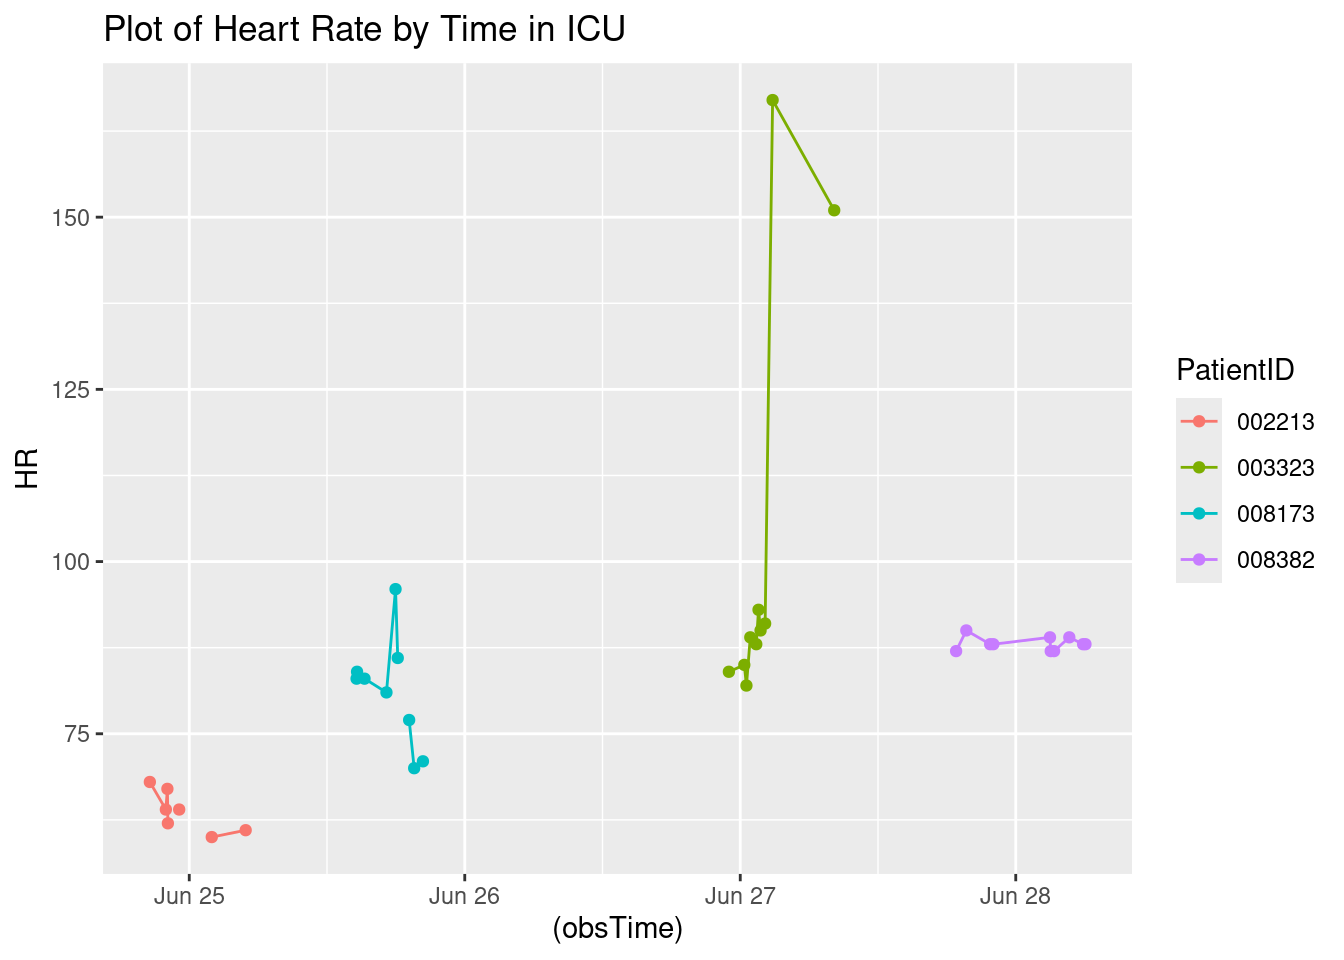 Plot of Heart Rate by Time in ICU
HR
150
125
100
75
Jun 25 Jun 26 Jun 27 Jun 28
(obsTime)
PatientID
002213
003323
008173
008382